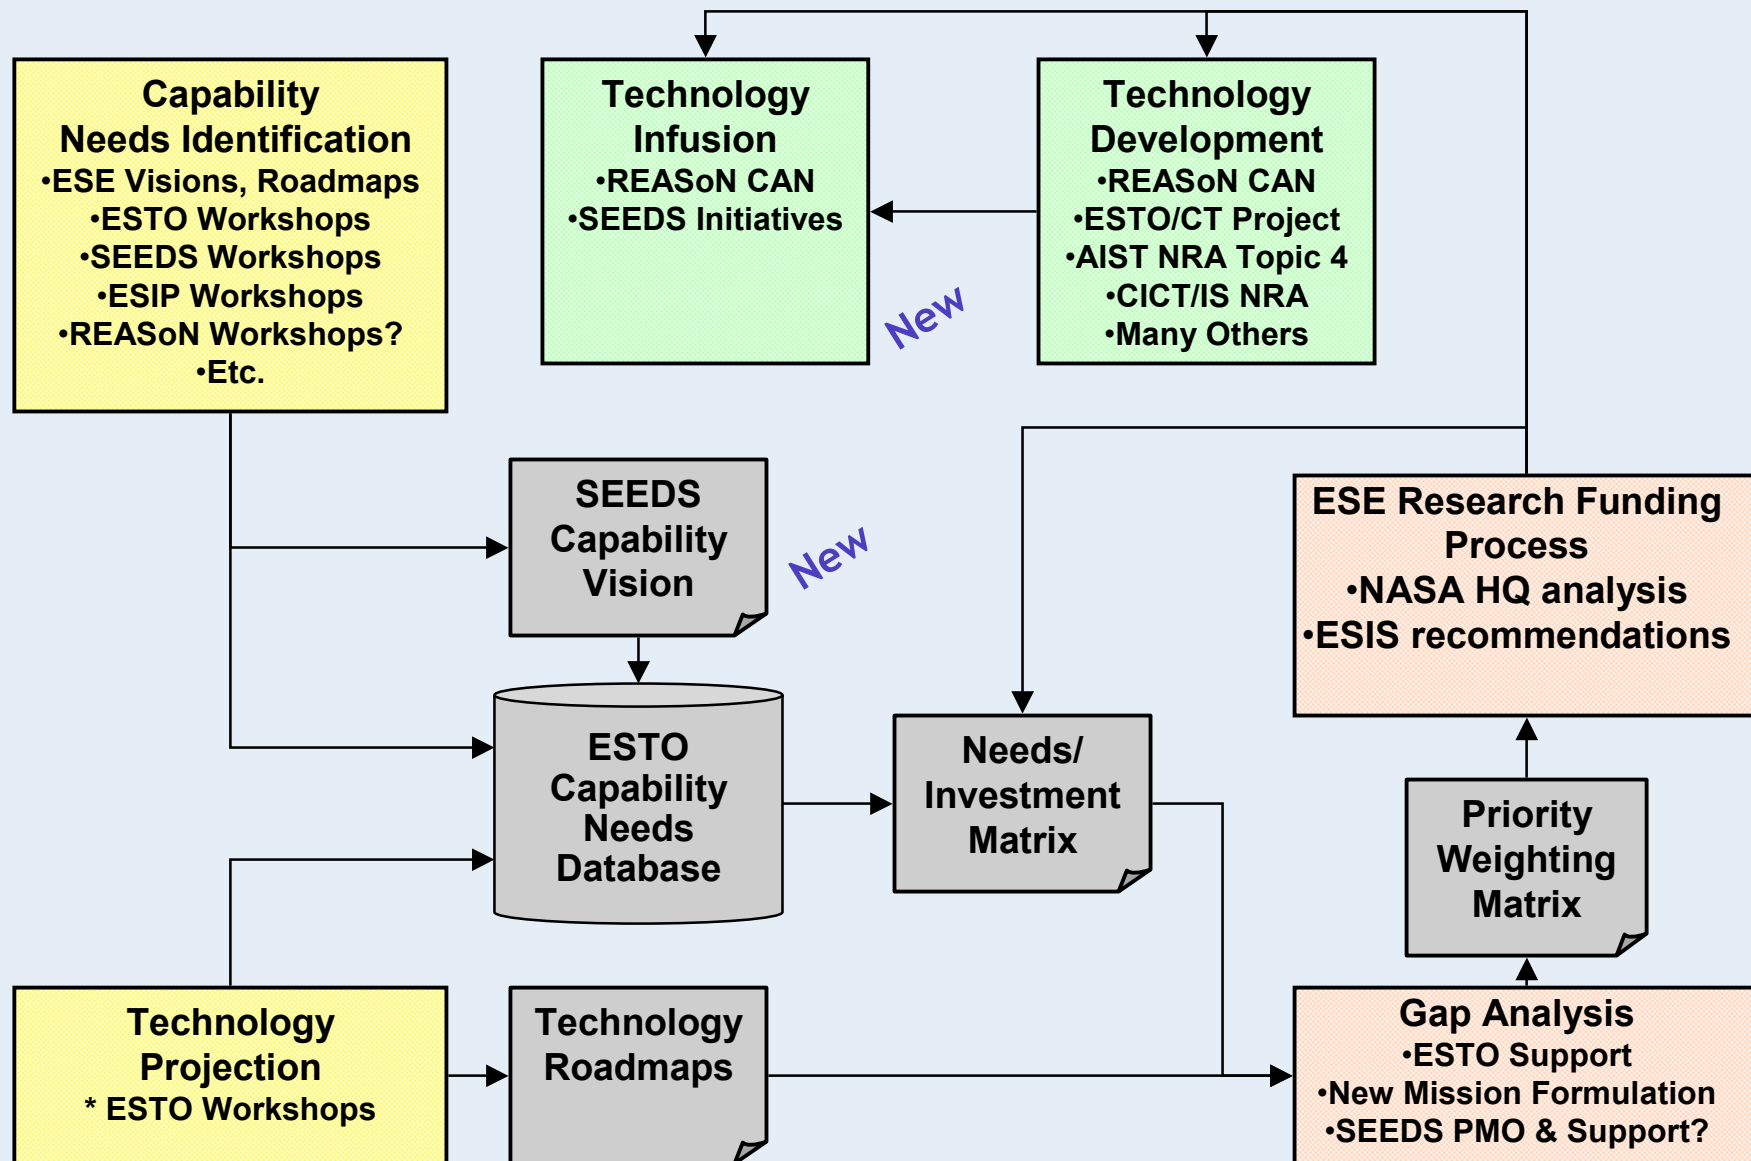 Capability
Needs Identification
•ESE Visions, Roadmaps
•ESTO Workshops
•SEEDS Workshops
•ESIP Workshops
•REASoN Workshops?
•Etc.
Technology
Infusion
•REASoN CAN
•SEEDS Initiatives
New
Technology
Development
•REASoN CAN
•ESTO/CT Project
•AIST NRA Topic 4
•CICT/IS NRA
•Many Others
SEEDS
Capability
Vision
New
ESE Research Funding
Process
•NASA HQ analysis
•ESIS recommendations
ESTO
Capability
Needs
Database
Needs/
Investment
Matrix
Priority
Weighting
Matrix
Technology
Projection
* ESTO Workshops
Technology
Roadmaps
Gap Analysis
•ESTO Support
•New Mission Formulation
•SEEDS PMO & Support?